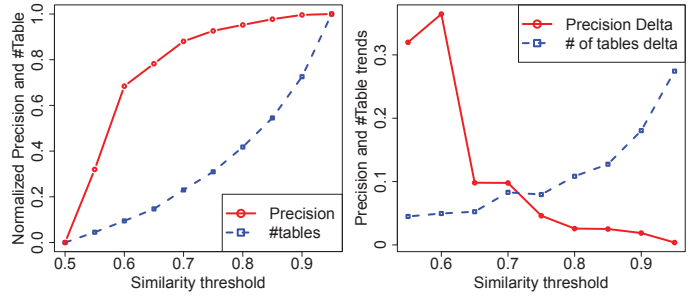 Normalized Precision and #Table
1.0
0.8
0.6
0.4
0.2
0.0
0.5 0.6 0.7 0.8 0.9
Similarity threshold
Precision
#tables
Precision and #Table trends
0.3
0.2
0.1
0
0.6 0.7 0.8 0.9
Similarity threshold
Precision Delta
# of tables delta